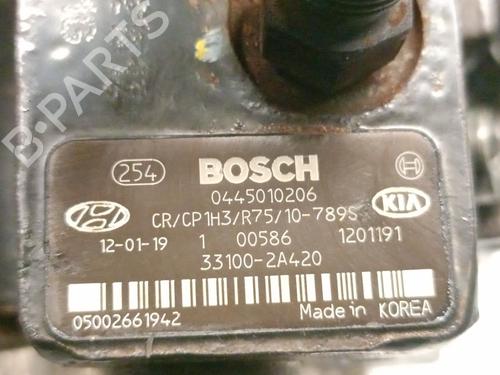 B-PARTS
254 BOSCH
0445010206
CR/CP1H3/R75/10-789S
KIA
12-01-19 1 00586 1201191
33100-2A420
05002661942 Made in KOREA